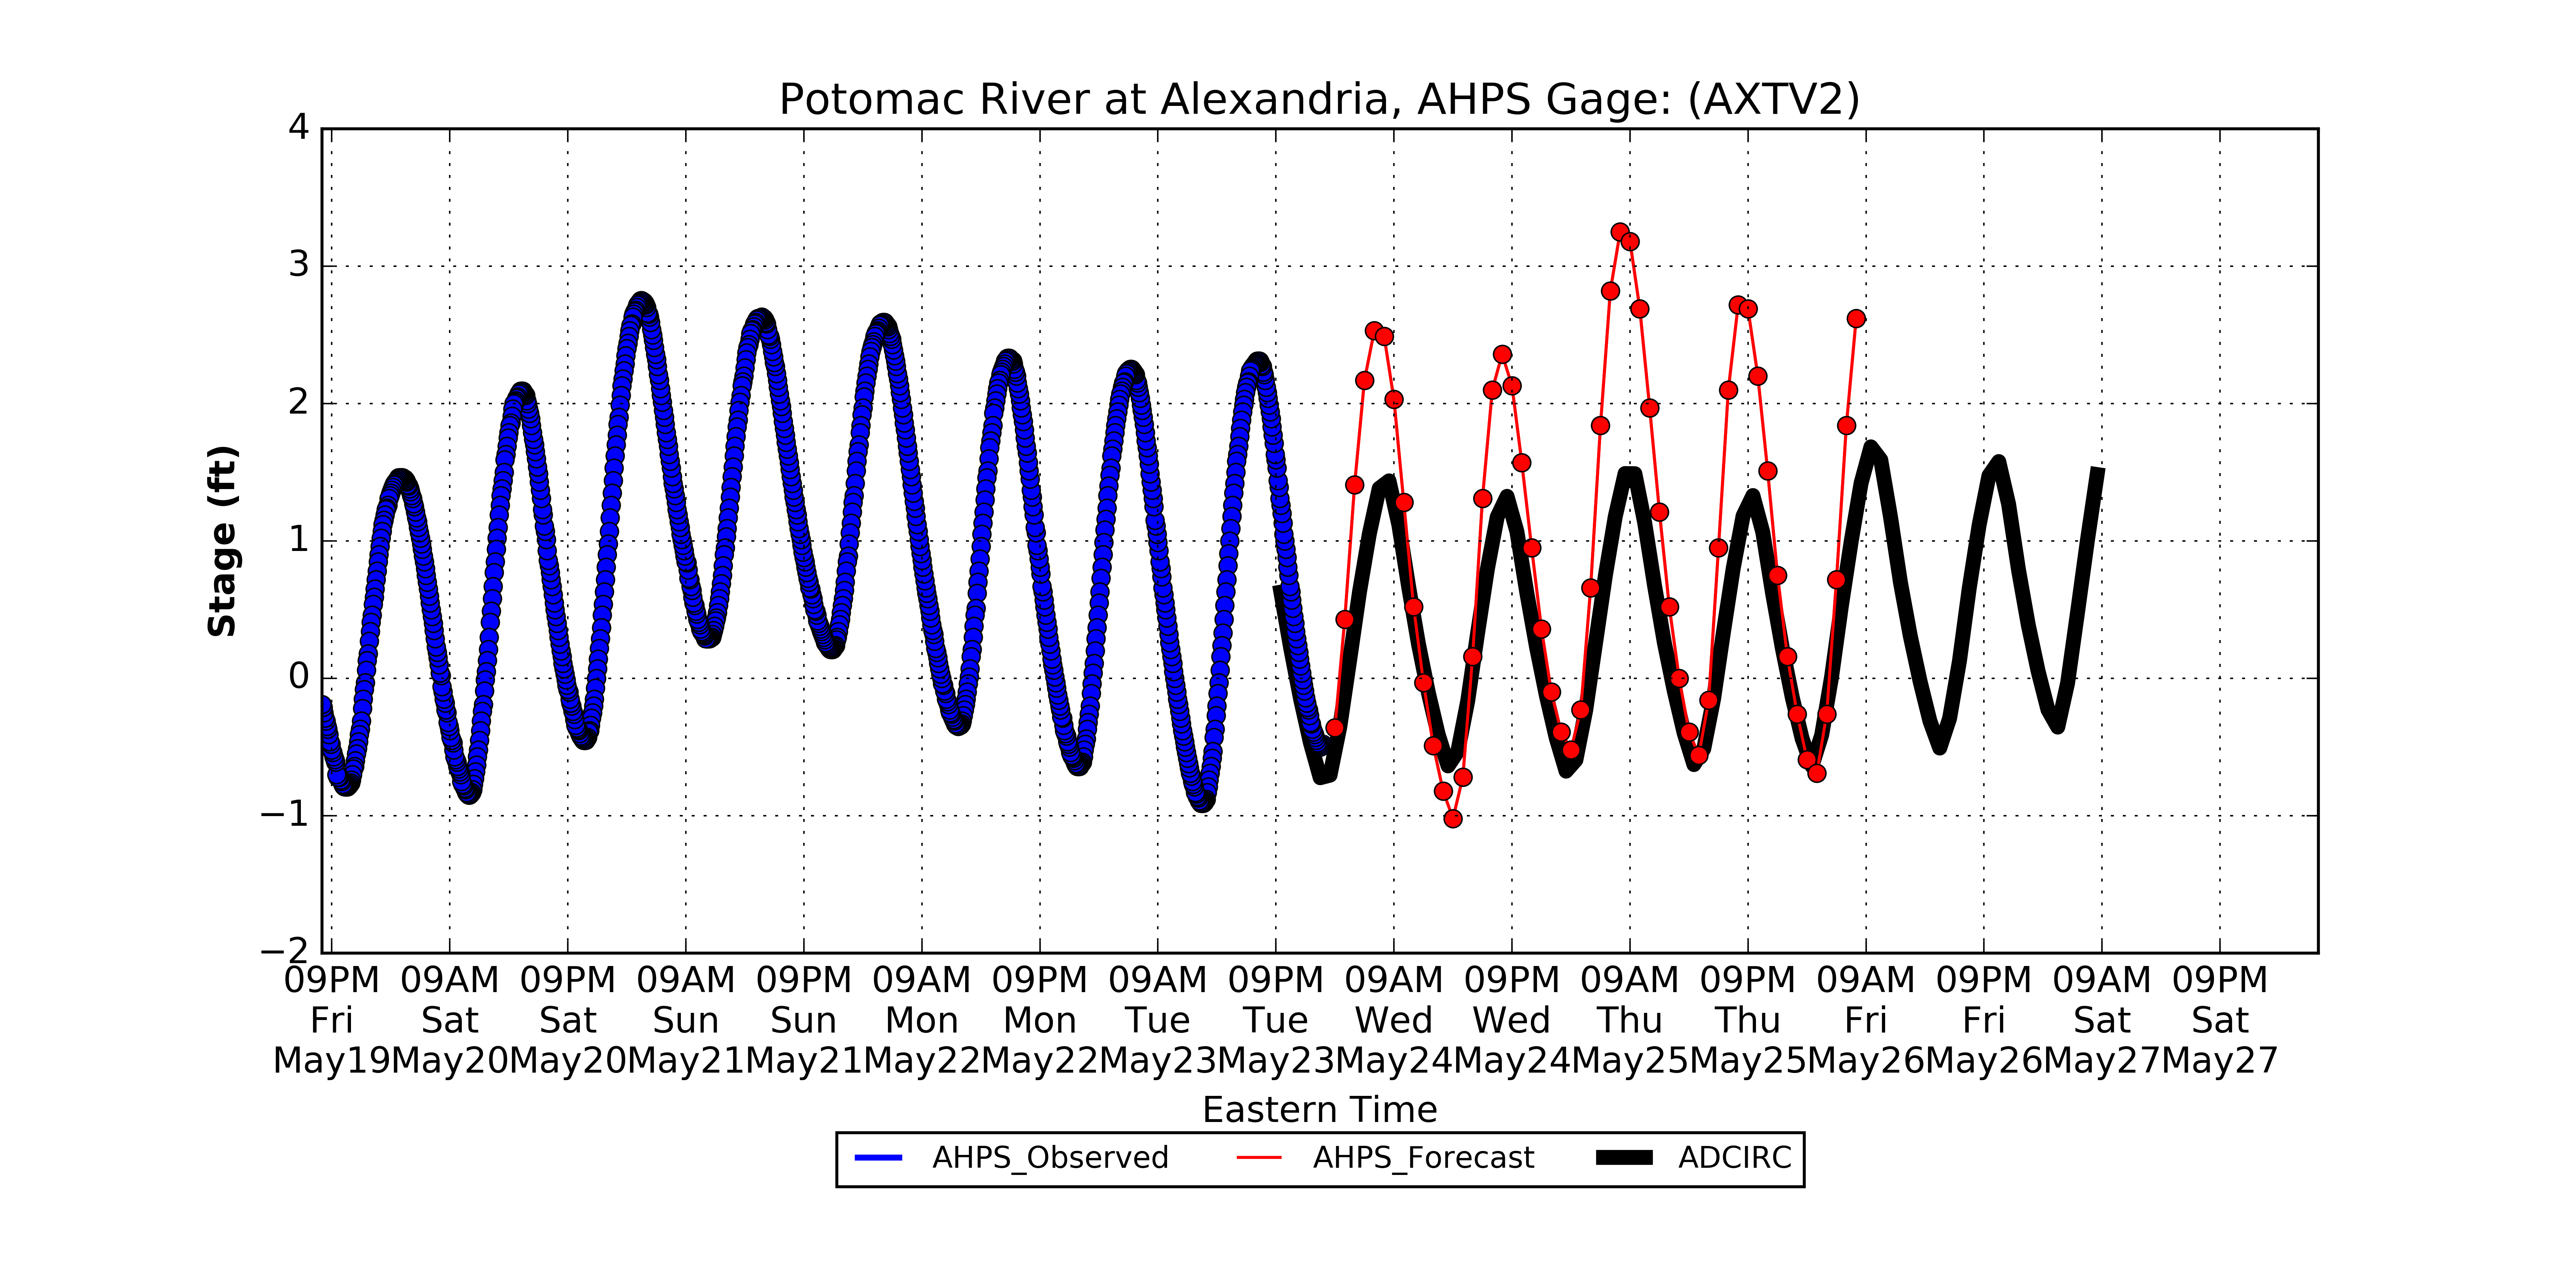 Potomac River at Alexandria, AHPS Gage: (AXTV2)
4
3
2
1
0
−1
−2
Stage (ft)
09PM 09AM 09PM 09AM 09PM 09AM 09PM 09AM 09PM 09AM 09PM 09AM 09PM 09AM 09PM 09AM 09PM
Fri Sat Sat Sun Sun Mon Mon Tue Tue Wed Wed Thu Thu Fri Fri Sat Sat
May19 May20 May20 May21 May21 May22 May22 May23 May23 May24 May24 May25 May25 May26 May26 May27 May27
Eastern Time
AHPS_Observed AHPS_Forecast ADCIRC